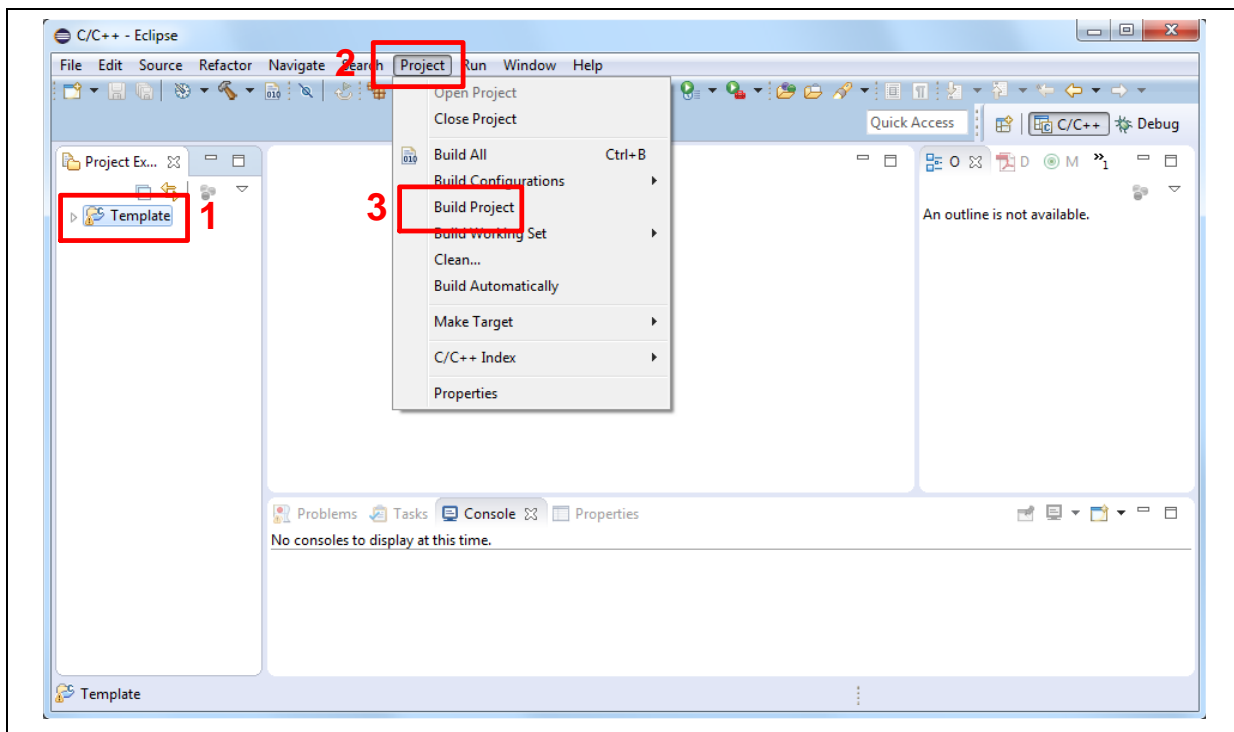 C/C++ - Eclipse
2
File Edit Source Refactor Navigate Search Project Run Window Help
Open Project
Close Project
Quick Access C/C++ Debug
Project Ex... Build All Ctrl+B O D M »1
Build Configurations
Template 1 3 Build Project An outline is not available.
Build Working Set
Clean...
Build Automatically
Make Target
C/C++ Index
Properties
Problems Tasks Console Properties
No consoles to display at this time.
Template